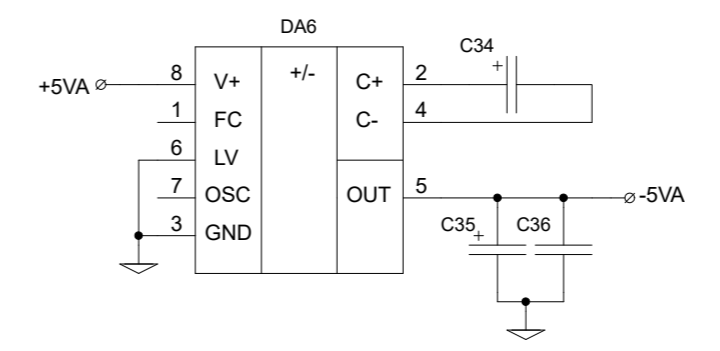 DA6
C34
+
+5VA 8 V+ +/- C+ 2
1 FC C- 4
6 LV
7 OSC OUT 5 -5VA
3 GND C35 + C36